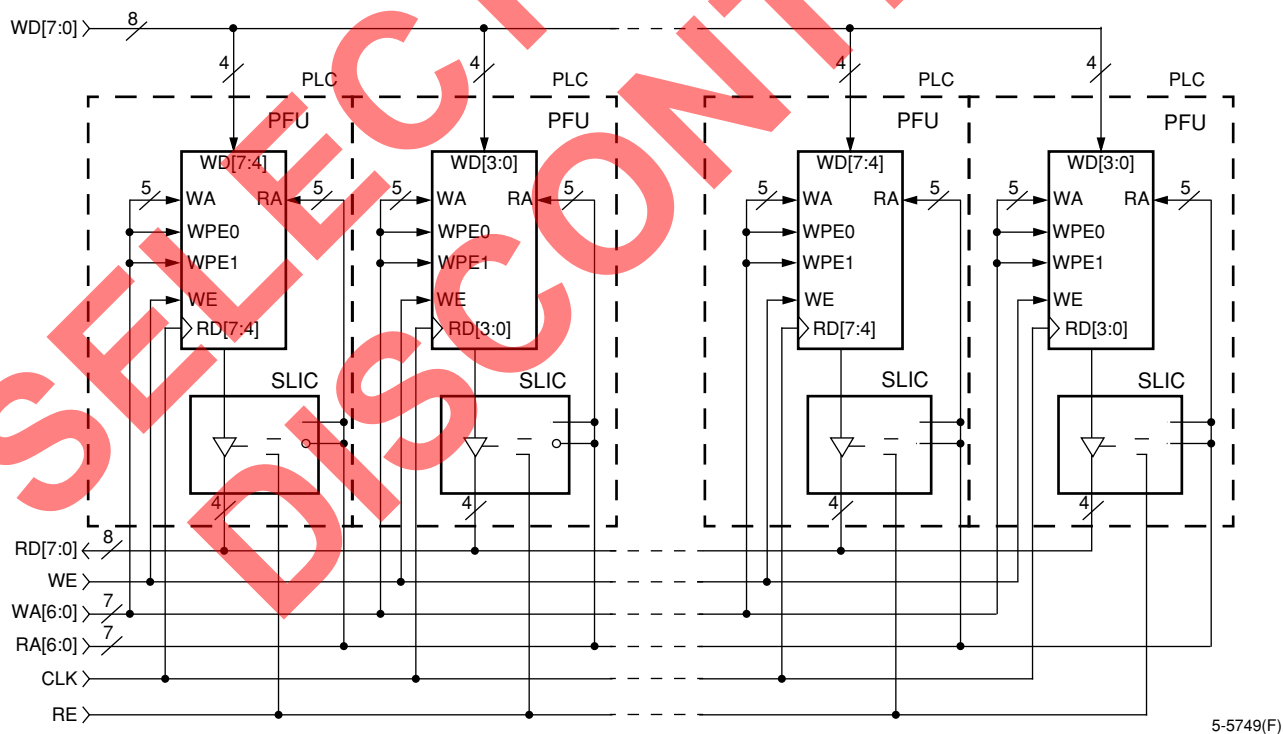 WD[7:0] 8
4 4 4 4
PLC PLC PLC PLC
PFU PFU PFU PFU
WD[7:4] WD[3:0] WD[7:4] WD[3:0]
5 WA RA 5 5 WA RA 5 5 WA RA 5 5 WA RA 5
WPE0 WPE0 WPE0 WPE0
WPE1 WPE1 WPE1 WPE1
WE WE WE WE
RD[7:4] RD[3:0] RD[7:4] RD[3:0]
SLIC SLIC SLIC SLIC
4 4 4 4
RD[7:0] 8
WE
WA[6:0] 7
RA[6:0] 7
CLK
RE
5-5749(F)
SELECT
DISCONT